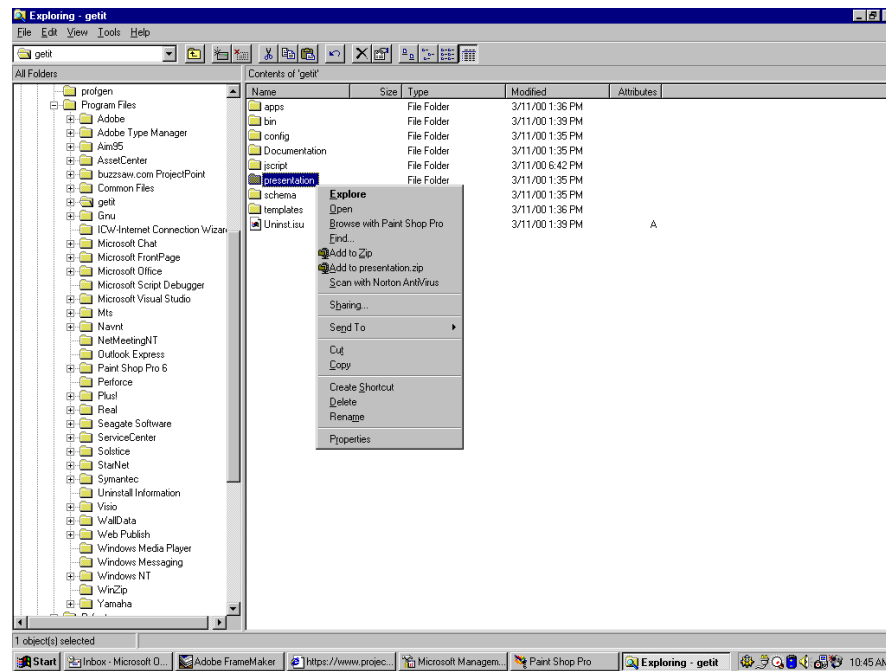 Exploring - getit
File Edit View Tools Help
getit
All Folders
Contents of 'getit'
profgen
Program Files
Adobe
Adobe Type Manager
Aim95
AssetCenter
buzzsaw.com ProjectPoint
Common Files
getit
Gnu
ICW-Internet Connection Wizar
Microsoft Chat
Microsoft FrontPage
Microsoft Office
Microsoft Script Debugger
Microsoft Visual Studio
Mts
Navnt
NetMeetingNT
Outlook Express
Paint Shop Pro 6
Perforce
Plus!
Real
Seagate Software
ServiceCenter
Solstice
StarNet
Symantec
Uninstall Information
Visio
WallData
Web Publish
Windows Media Player
Windows Messaging
Windows NT
WinZip
Yamaha
Name Size Type Modified Attributes
apps File Folder 3/11/00 1:36 PM
bin File Folder 3/11/00 1:39 PM
config File Folder 3/11/00 1:35 PM
Documentation File Folder 3/11/00 1:35 PM
jscript File Folder 3/11/00 6:42 PM
presentation File Folder 3/11/00 1:35 PM
schema 3/11/00 1:35 PM
templates 3/11/00 1:36 PM
Uninst.isu 3/11/00 1:39 PM A
Explore
Open
Browse with Paint Shop Pro
Find...
Add to Zip
Add to presentation.zip
Scan with Norton AntiVirus
Sharing...
Send To
Cut
Copy
Create Shortcut
Delete
Rename
Properties
1 object(s) selected
Start Inbox - Microsoft O... Adobe FrameMaker https://www.projec... Microsoft Managem... Paint Shop Pro Exploring - getit 10:45 AM